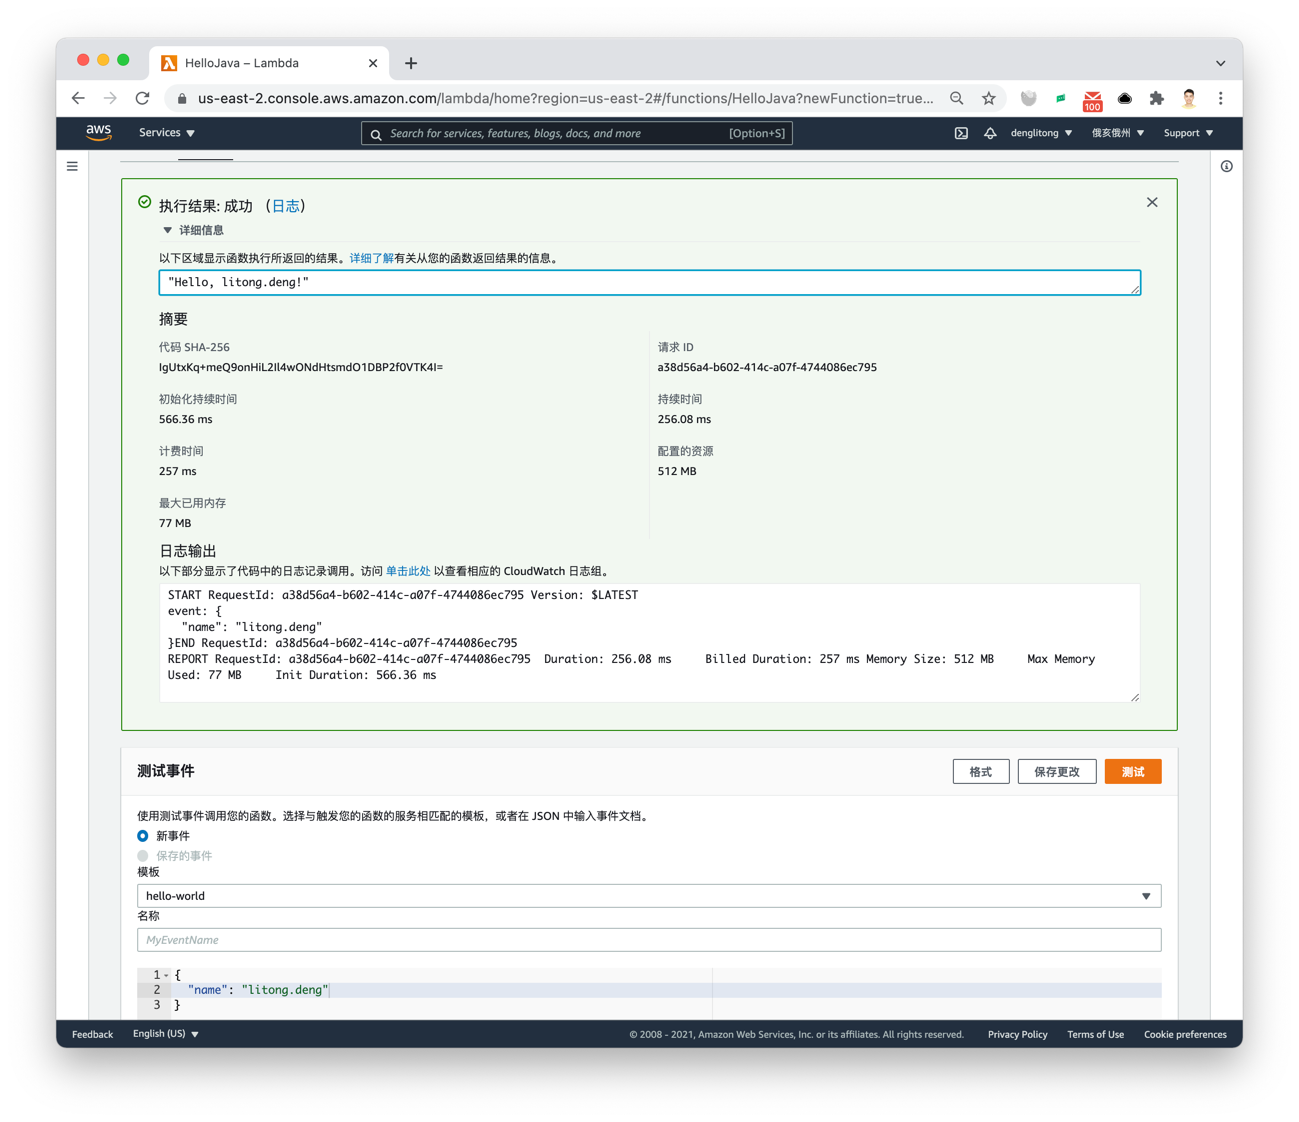 HelloJava – Lambda
us-east-2.console.aws.amazon.com/lambda/home?region=us-east-2#/functions/HelloJava?newFunction=true...
100
aws
Services
Search for services, features, blogs, docs, and more [Option+S]
denglitong
俄亥俄州
Support
执行结果: 成功 （日志）
详细信息
以下区域显示函数执行所返回的结果。详细了解有关从您的函数返回结果的信息。
"Hello, litong.deng!"
摘要
代码 SHA-256
IgUtxKq+meQ9onHiL2Il4wONdHtsmdO1DBP2f0VTK4I=
请求 ID
a38d56a4-b602-414c-a07f-4744086ec795
初始化持续时间
566.36 ms
持续时间
256.08 ms
计费时间
257 ms
配置的资源
512 MB
最大已用内存
77 MB
日志输出
以下部分显示了代码中的日志记录调用。访问 单击此处 以查看相应的 CloudWatch 日志组。
START RequestId: a38d56a4-b602-414c-a07f-4744086ec795 Version: $LATEST
event: {
"name": "litong.deng"
}END RequestId: a38d56a4-b602-414c-a07f-4744086ec795
REPORT RequestId: a38d56a4-b602-414c-a07f-4744086ec795 Duration: 256.08 ms Billed Duration: 257 ms Memory Size: 512 MB Max Memory
Used: 77 MB Init Duration: 566.36 ms
测试事件
格式
保存更改
测试
使用测试事件调用您的函数。选择与触发您的函数的服务相匹配的模板，或者在 JSON 中输入事件文档。
新事件
保存的事件
模板
hello-world
名称
MyEventName
1 {
2 "name": "litong.deng"
3 }
Feedback
English (US)
© 2008 - 2021, Amazon Web Services, Inc. or its affiliates. All rights reserved.
Privacy Policy
Terms of Use
Cookie preferences